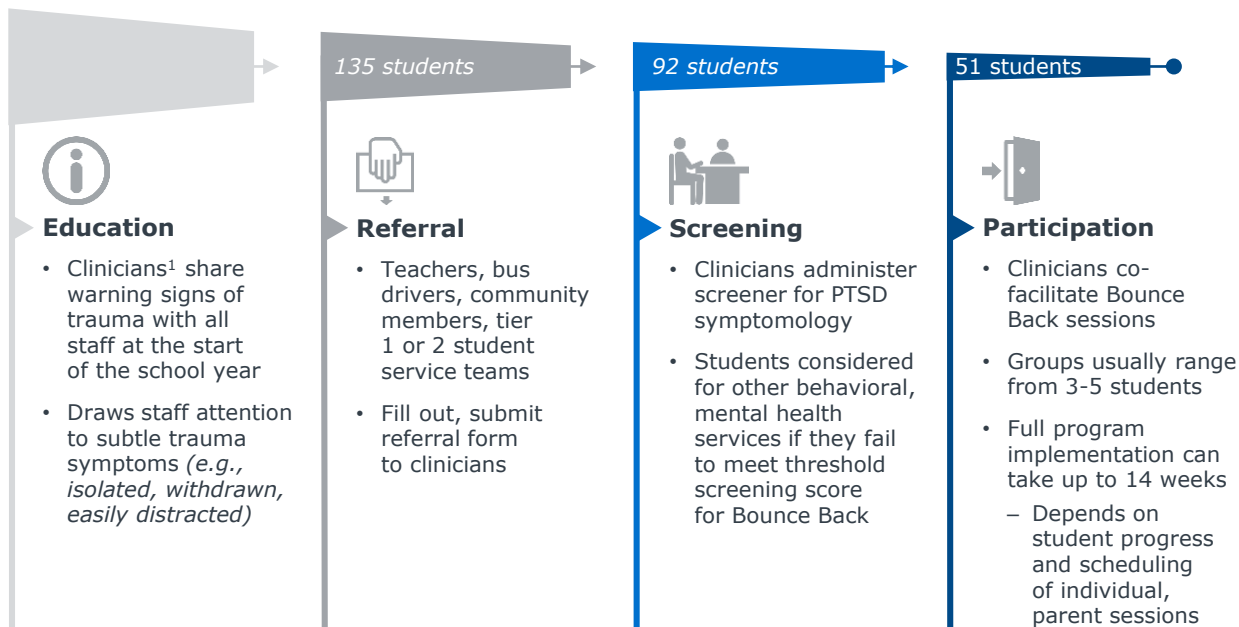 135 students
92 students
51 students
Education
• Clinicians¹ share
warning signs of
trauma with all
staff at the start
of the school year
• Draws staff attention
to subtle trauma
symptoms (e.g.,
isolated, withdrawn,
easily distracted)
Referral
• Teachers, bus
drivers, community
members, tier
1 or 2 student
service teams
• Fill out, submit
referral form
to clinicians
Screening
• Clinicians administer
screener for PTSD
symptomology
• Students considered
for other behavioral,
mental health
services if they fail
to meet threshold
screening score
for Bounce Back
Participation
• Clinicians co-
facilitate Bounce
Back sessions
• Groups usually range
from 3-5 students
• Full program
implementation can
take up to 14 weeks
– Depends on
student progress
and scheduling
of individual,
parent sessions